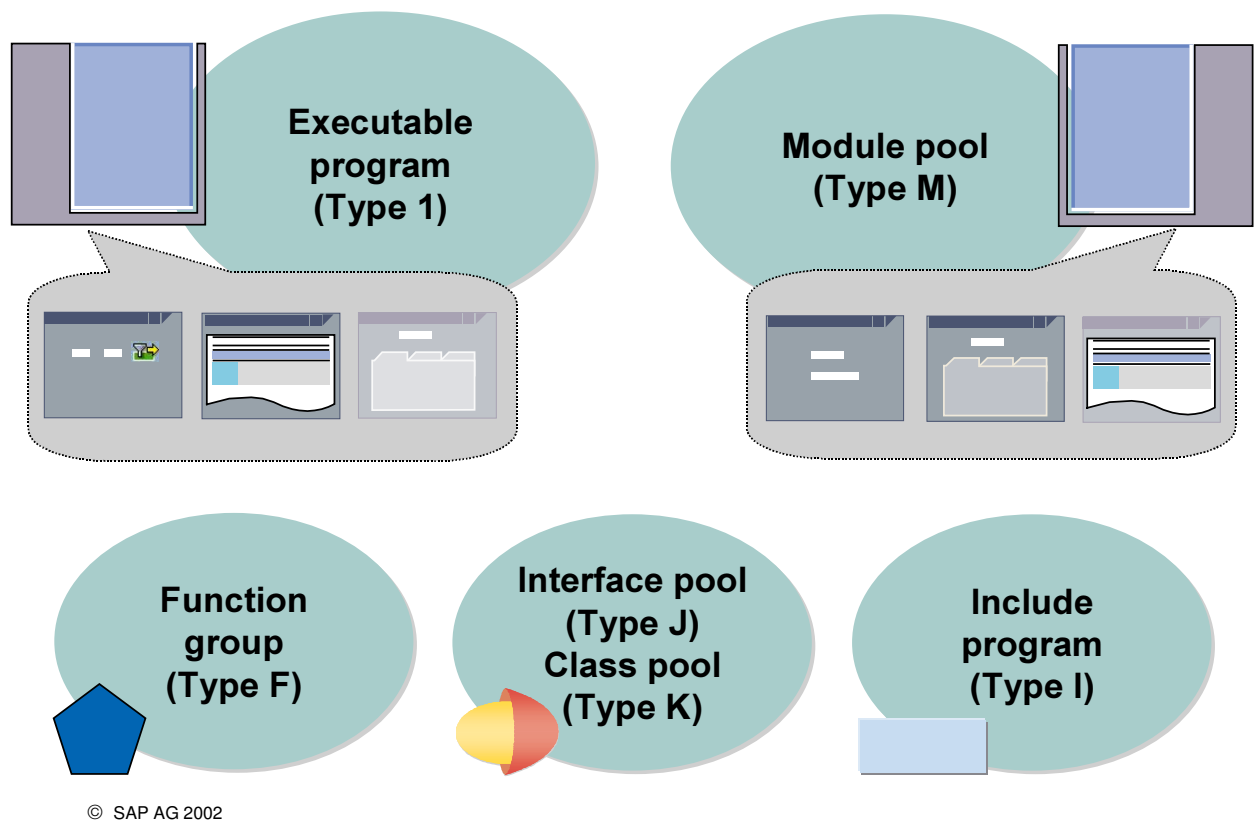 Executable
program
(Type 1)
Module pool
(Type M)
Function
group
(Type F)
Interface pool
(Type J)
Class pool
(Type K)
Include
program
(Type I)
© SAP AG 2002